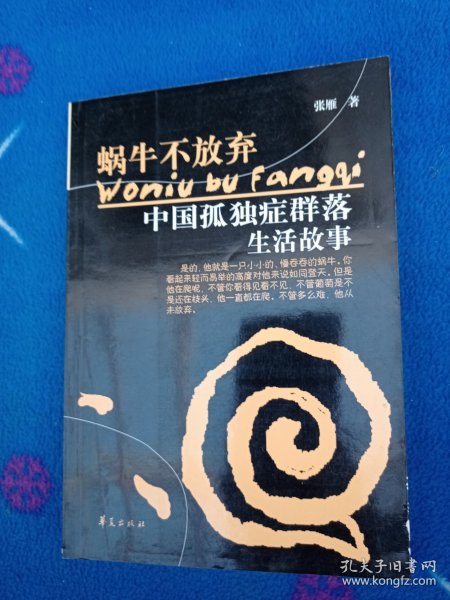 张雁 著
蜗牛不放弃
Woniu bu Fangqi
中国孤独症群落
生活故事
是的，他就是一只小小的、慢吞吞的蜗牛。你
看起来轻而易举的高度对他来说如同登天。但是
他在爬呢，不管你看得见看不见，不管葡萄是不
是还在枝头，他一直都在爬。不管多么难，他从
未放弃。
华夏出版社
孔夫子旧书网
www.kongfz.com